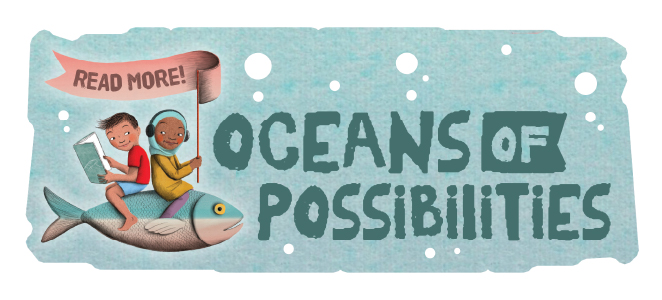 READ MORE!
OCEANS OF
POSSIBILITIES